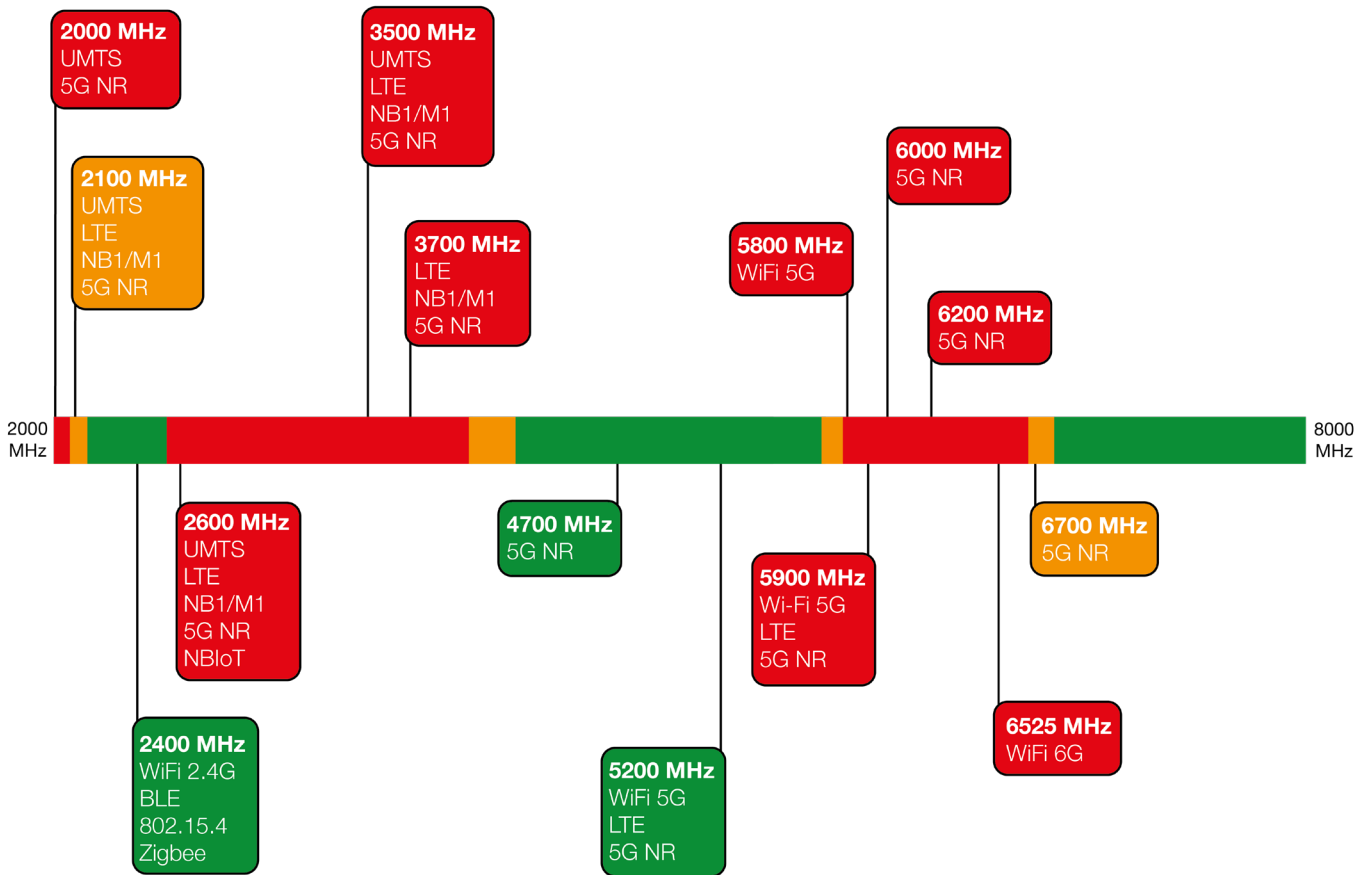 2000 MHz
UMTS
5G NR
3500 MHz
UMTS
LTE
NB1/M1
5G NR
2100 MHz
UMTS
LTE
NB1/M1
5G NR
6000 MHz
5G NR
3700 MHz
LTE
NB1/M1
5G NR
5800 MHz
WiFi 5G
6200 MHz
5G NR
2000
MHz
8000
MHz
2600 MHz
UMTS
LTE
NB1/M1
5G NR
NBIoT
4700 MHz
5G NR
6700 MHz
5G NR
5900 MHz
Wi-Fi 5G
LTE
5G NR
2400 MHz
WiFi 2.4G
BLE
802.15.4
Zigbee
5200 MHz
WiFi 5G
LTE
5G NR
6525 MHz
WiFi 6G